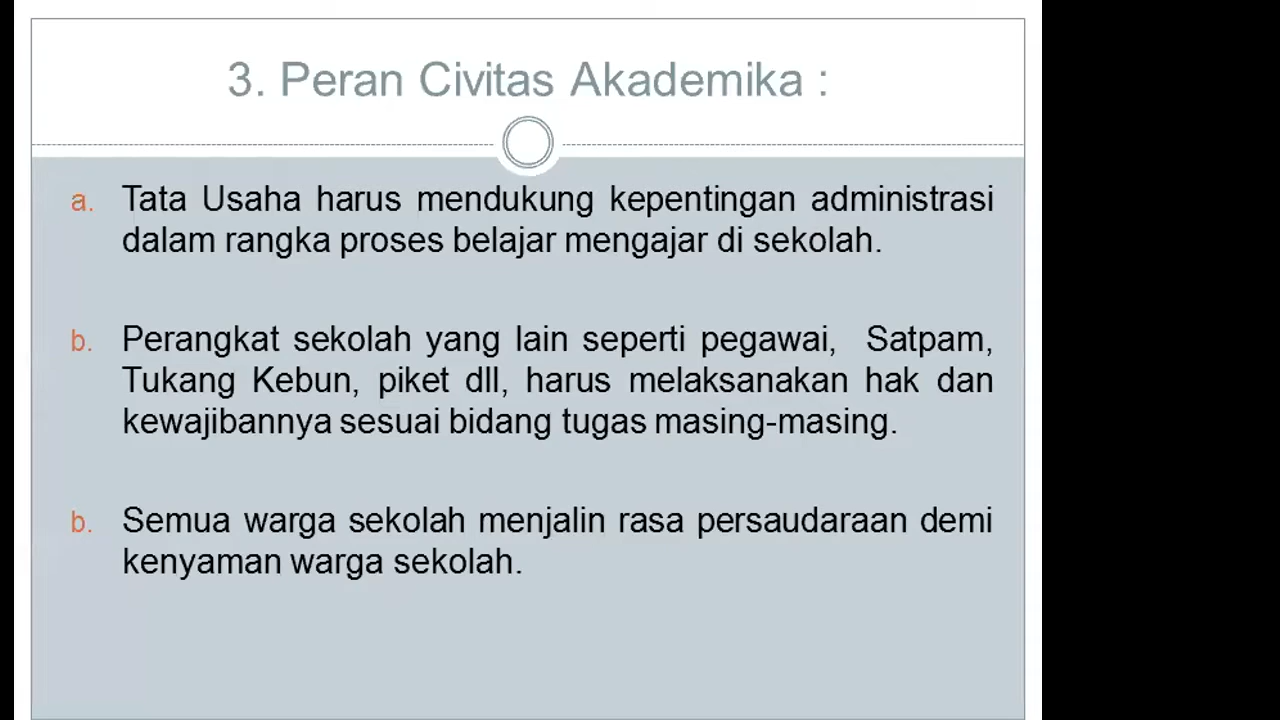 3. Peran Civitas Akademika :
a. Tata Usaha harus mendukung kepentingan administrasi
dalam rangka proses belajar mengajar di sekolah.
b. Perangkat sekolah yang lain seperti pegawai, Satpam,
Tukang Kebun, piket dll, harus melaksanakan hak dan
kewajibannya sesuai bidang tugas masing-masing.
b. Semua warga sekolah menjalin rasa persaudaraan demi
kenyaman warga sekolah.